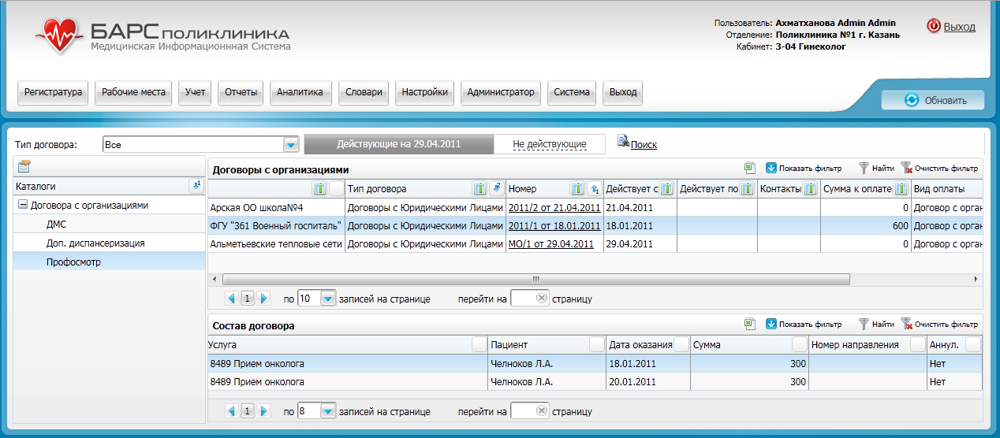 БАРС ПОЛИКЛИНИКА
Медицинская Информационнная Система
Пользователь: Ахматханова Admin Admin
Отделение: Поликлиника №1 г. Казань
Кабинет: 3-04 Гинеколог
Выход
Регистратура Рабочие места Учет Отчеты Аналитика Словари Настройки Администратор Система Выход
Обновить
Тип договора: Все Действующие на 29.04.2011 Не действующие Поиск
Каталоги
Договора с организациями
ДМС
Доп. диспансеризация
Профосмотр
Договоры с организациями Показать фильтр Найти Очистить фильтр
Тип договора Номер Действует с Действует по Контакты Сумма к оплате Вид оплаты
Арская ОО школа№4 Договоры с Юридическими Лицами 2011/2 от 21.04.2011 21.04.2011 0 Договор с орган
ФГУ "361 Военный госпиталь" Договоры с Юридическими Лицами 2011/1 от 18.01.2011 18.01.2011 600 Договор с орган
Альметьевские тепловые сети Договоры с Юридическими Лицами МО/1 от 29.04.2011 29.04.2011 0 Договор с орган
1 по 10 записей на странице перейти на страницу
Состав договора Показать фильтр Найти Очистить фильтр
Услуга Пациент Дата оказания Сумма Номер направления Аннул.
8489 Прием онколога Челноков Л.А. 18.01.2011 300 Нет
8489 Прием онколога Челноков Л.А. 20.01.2011 300 Нет
1 по 8 записей на странице перейти на страницу